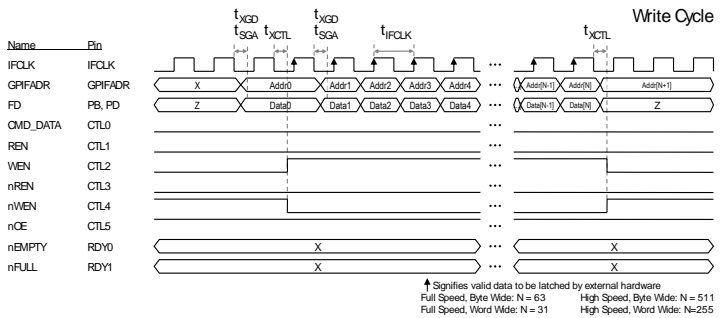 Write Cycle
tXGD tXGD
tSGA tXCTL tSGA tIFCLK tXCTL
Name Pin
IFCLK IFCLK ...
GPIFADR GPIFADR X Addr0 Addr1 Addr2 Addr3 Addr4 ... Addr[N-1] Addr[N] Addr[N+1]
FD PB, PD Z Data0 Data1 Data2 Data3 Data4 ... Data[N-1] Data[N] Z
CMD_DATA CTL0 ...
REN CTL1 ...
WEN CTL2 ...
nREN CTL3 ...
nWEN CTL4 ...
nOE CTL5 ...
nEMPTY RDY0 X ... X
nFULL RDY1 X ... X
Signifies valid data to be latched by external hardware
Full Speed, Byte Wide: N = 63 High Speed, Byte Wide: N = 511
Full Speed, Word Wide: N = 31 High Speed, Word Wide: N=255